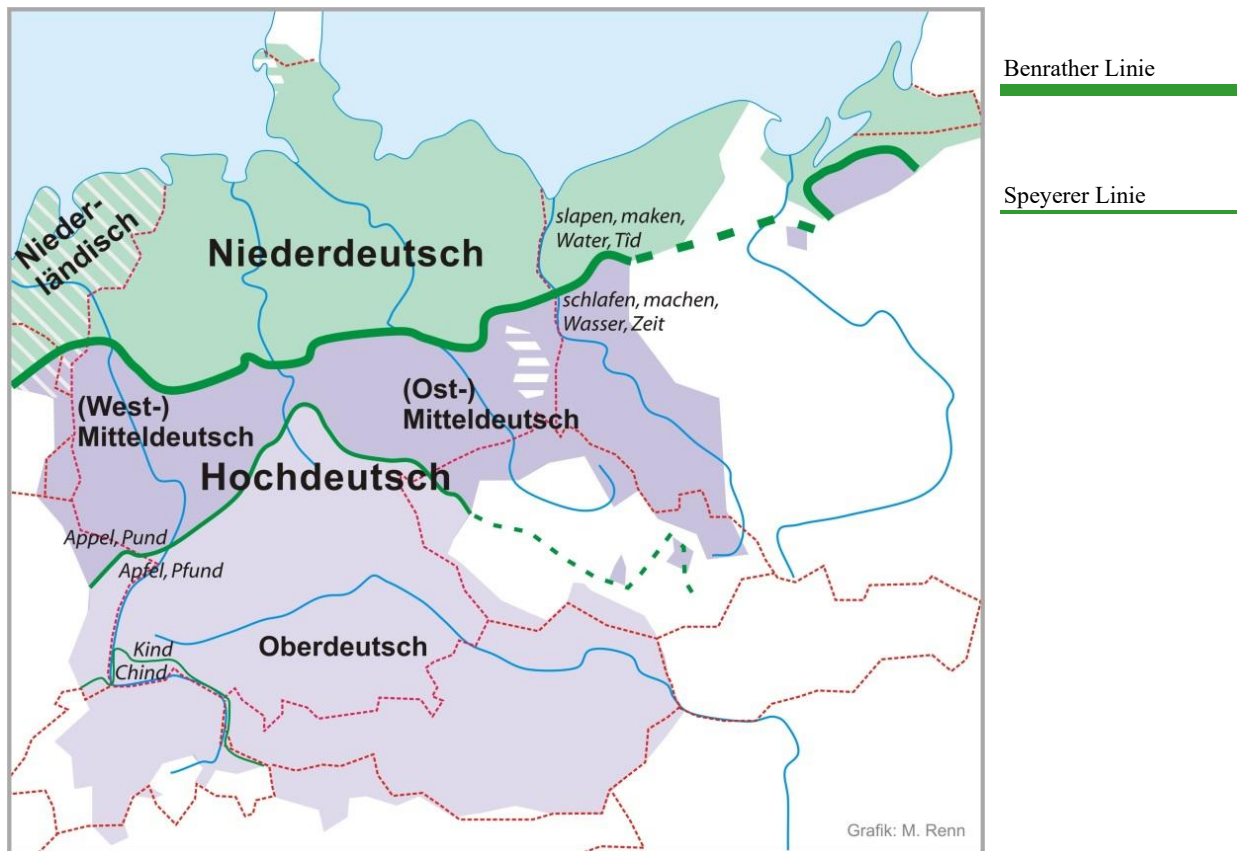 Benrather Linie
Speyerer Linie
Nieder-
ländisch
Niederdeutsch
slapen, maken,
Water, Tîd
schlafen, machen,
Wasser, Zeit
(West-)
Mitteldeutsch
(Ost-)
Mitteldeutsch
Hochdeutsch
Appel, Pund
Apfel, Pfund
Kind
Chind
Oberdeutsch
Grafik: M. Renn